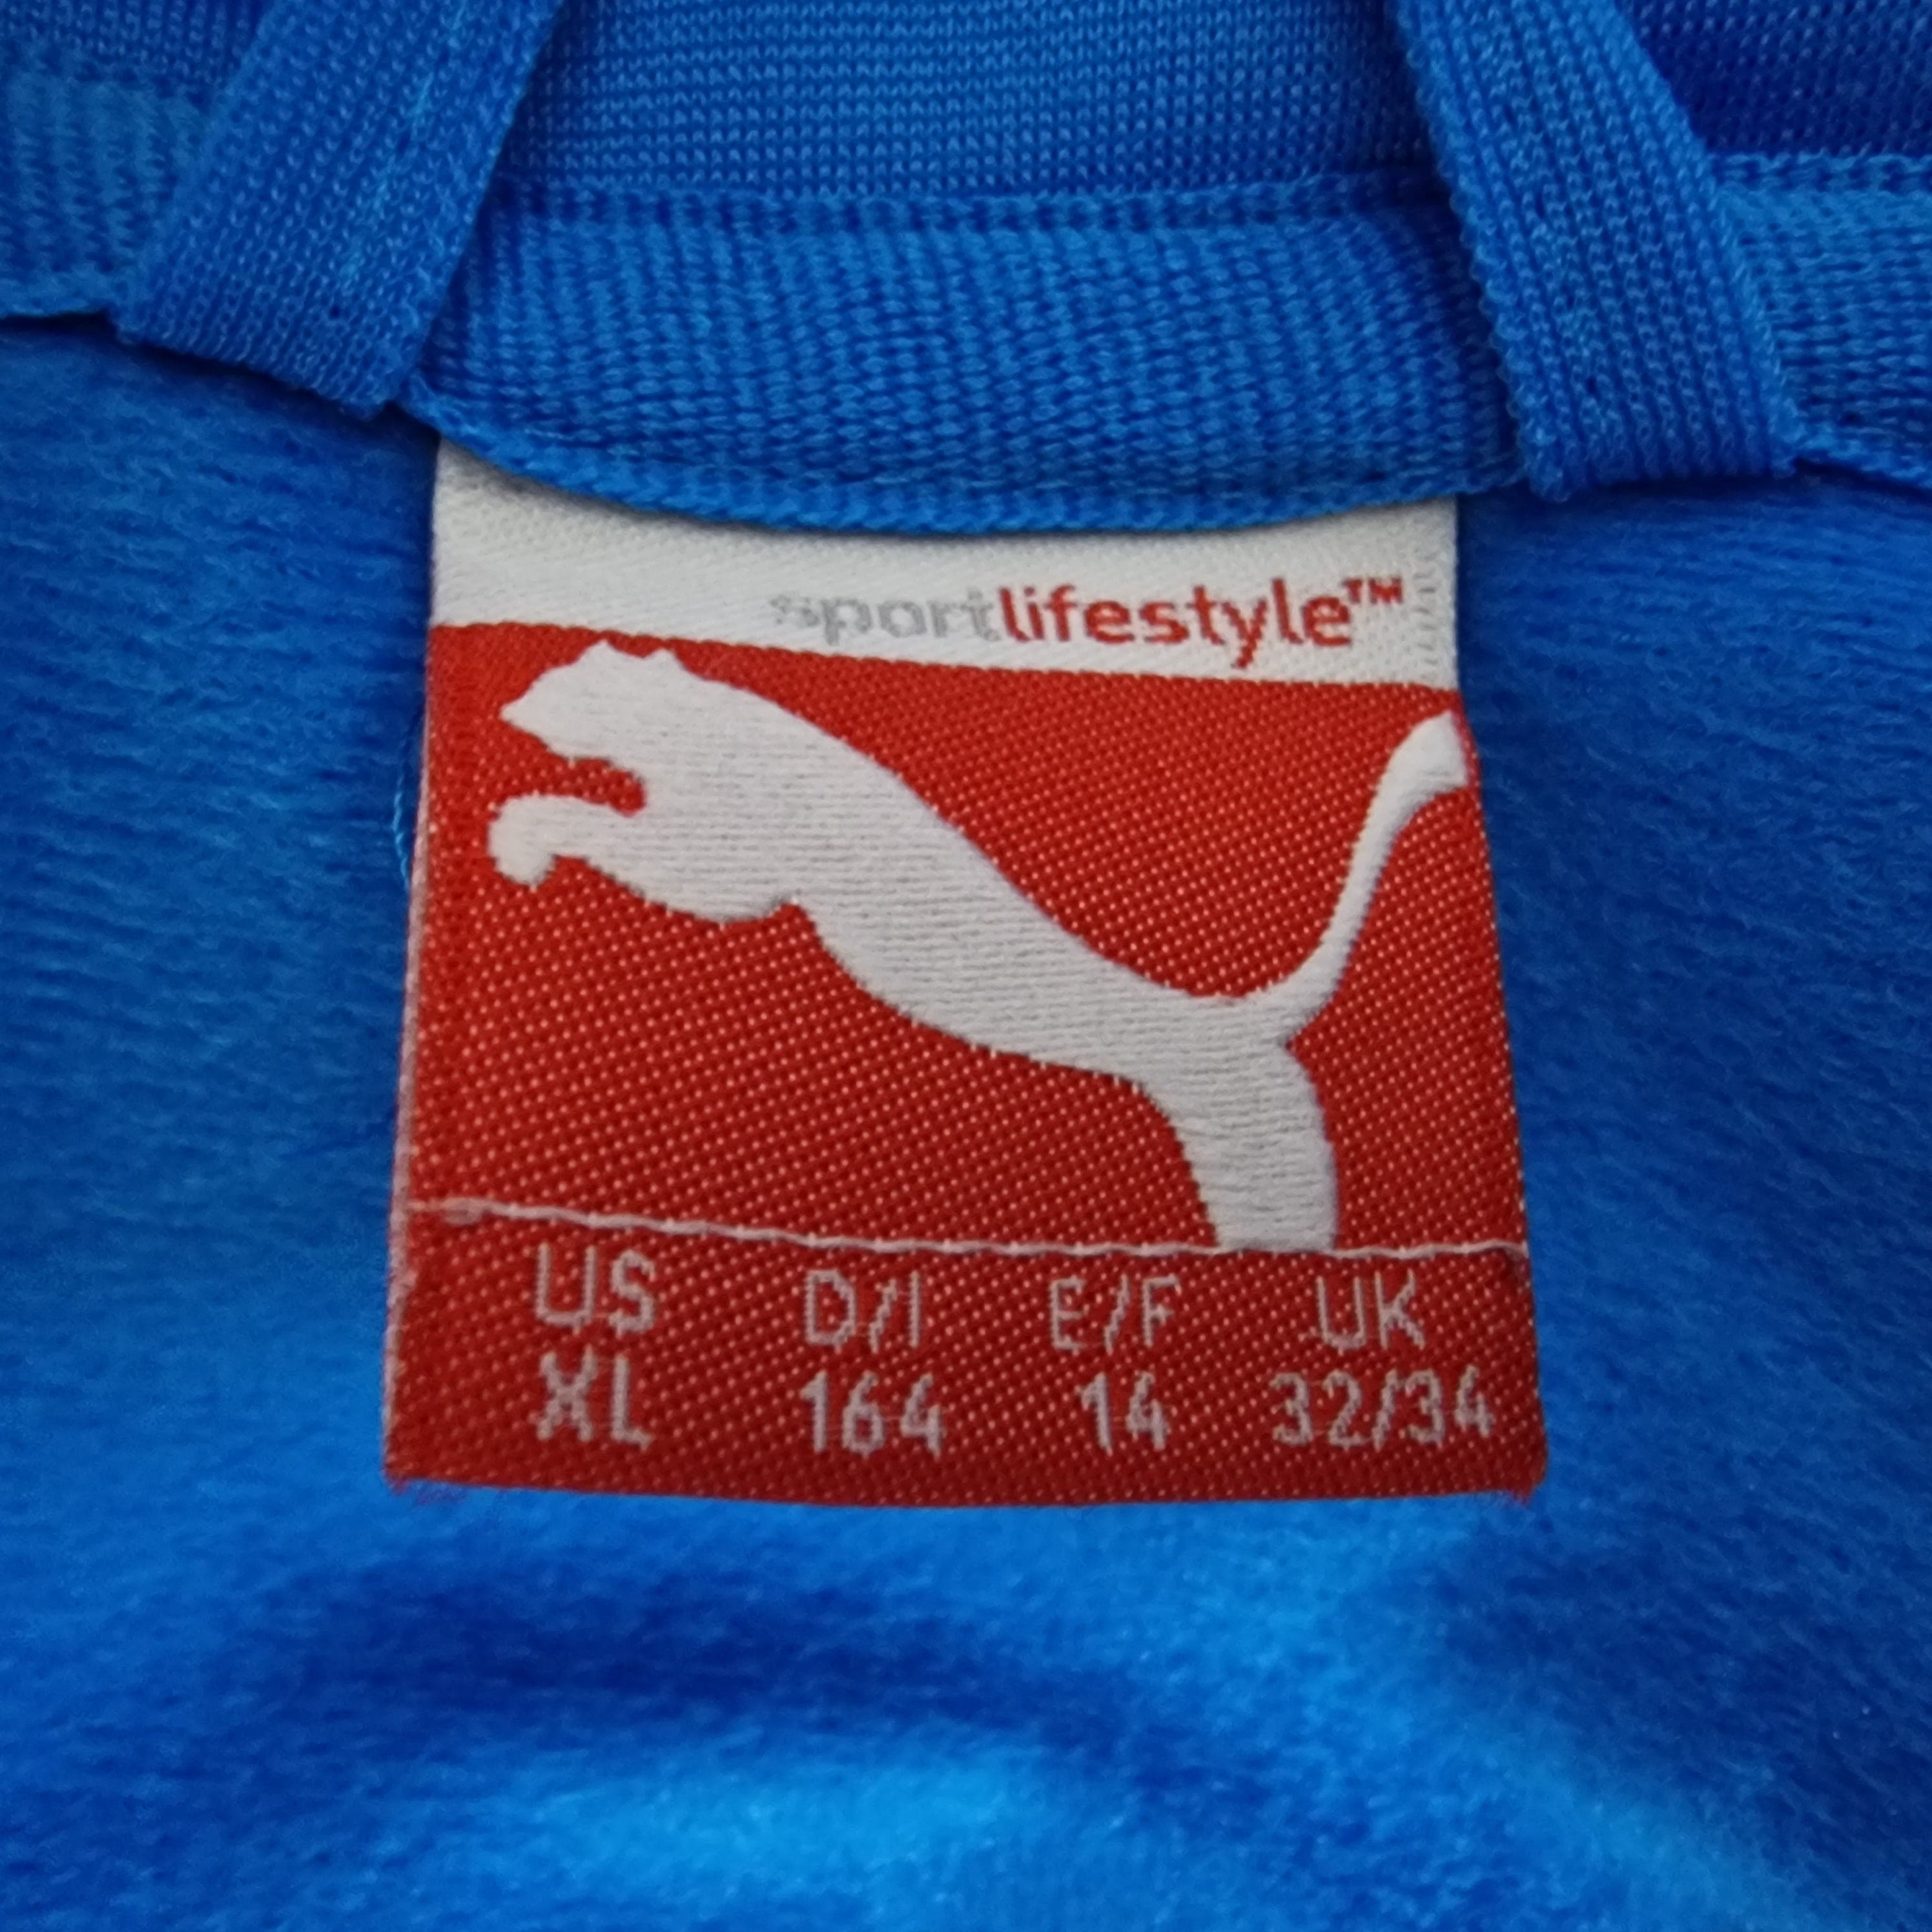 sportlifestyle™
US D/I E/F UK
XL 164 14 32/34